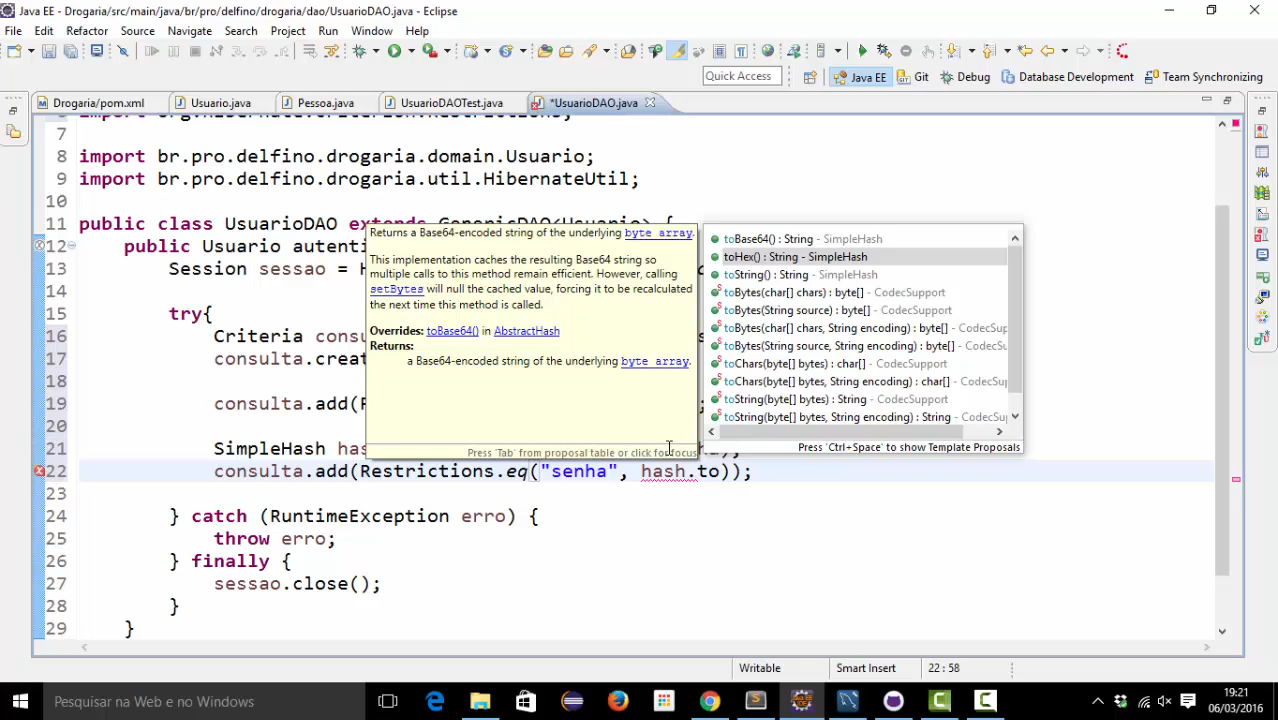 Java EE - Drogaria/src/main/java/br/pro/delfino/drogaria/dao/UsuarioDAO.java - Eclipse
File Edit Refactor Source Navigate Search Project Run Window Help
Quick Access
Java EE
Git
Debug
Database Development
Team Synchronizing
Drogaria/pom.xml
Usuario.java
Pessoa.java
UsuarioDAOTest.java
*UsuarioDAO.java
import org.hibernate.criterion.Restrictions;
7
8 import br.pro.delfino.drogaria.domain.Usuario;
9 import br.pro.delfino.drogaria.util.HibernateUtil;
10
11 public class UsuarioDAO extends GenericDAO<Usuario> {
12 public Usuario autenti
13 Session sessao = H
14
15 try{
16 Criteria consu
17 consulta.creat
18
19 consulta.add(R
20
21 SimpleHash has
22 consulta.add(Restrictions.eq("senha", hash.to));
23
24 } catch (RuntimeException erro) {
25 throw erro;
26 } finally {
27 sessao.close();
28 }
29 }
Returns a Base64-encoded string of the underlying byte array.
This implementation caches the resulting Base64 string so
multiple calls to this method remain efficient. However, calling
setBytes will null the cached value, forcing it to be recalculated
the next time this method is called.
Overrides: toBase64() in AbstractHash
Returns:
a Base64-encoded string of the underlying byte array.
Press 'Tab' from proposal table or click for focus
toBase64() : String - SimpleHash
toHex() : String - SimpleHash
toString() : String - SimpleHash
toBytes(char[] chars) : byte[] - CodecSupport
toBytes(String source) : byte[] - CodecSupport
toBytes(char[] chars, String encoding) : byte[] - CodecSu
toBytes(String source, String encoding) : byte[] - CodecSu
toChars(byte[] bytes) : char[] - CodecSupport
toChars(byte[] bytes, String encoding) : char[] - CodecSu
toString(byte[] bytes) : String - CodecSupport
toString(byte[] bytes, String encoding) : String - CodecSu
Press 'Ctrl+Space' to show Template Proposals
Writable
Smart Insert
22 : 58
Pesquisar na Web e no Windows
19:21
06/03/2016